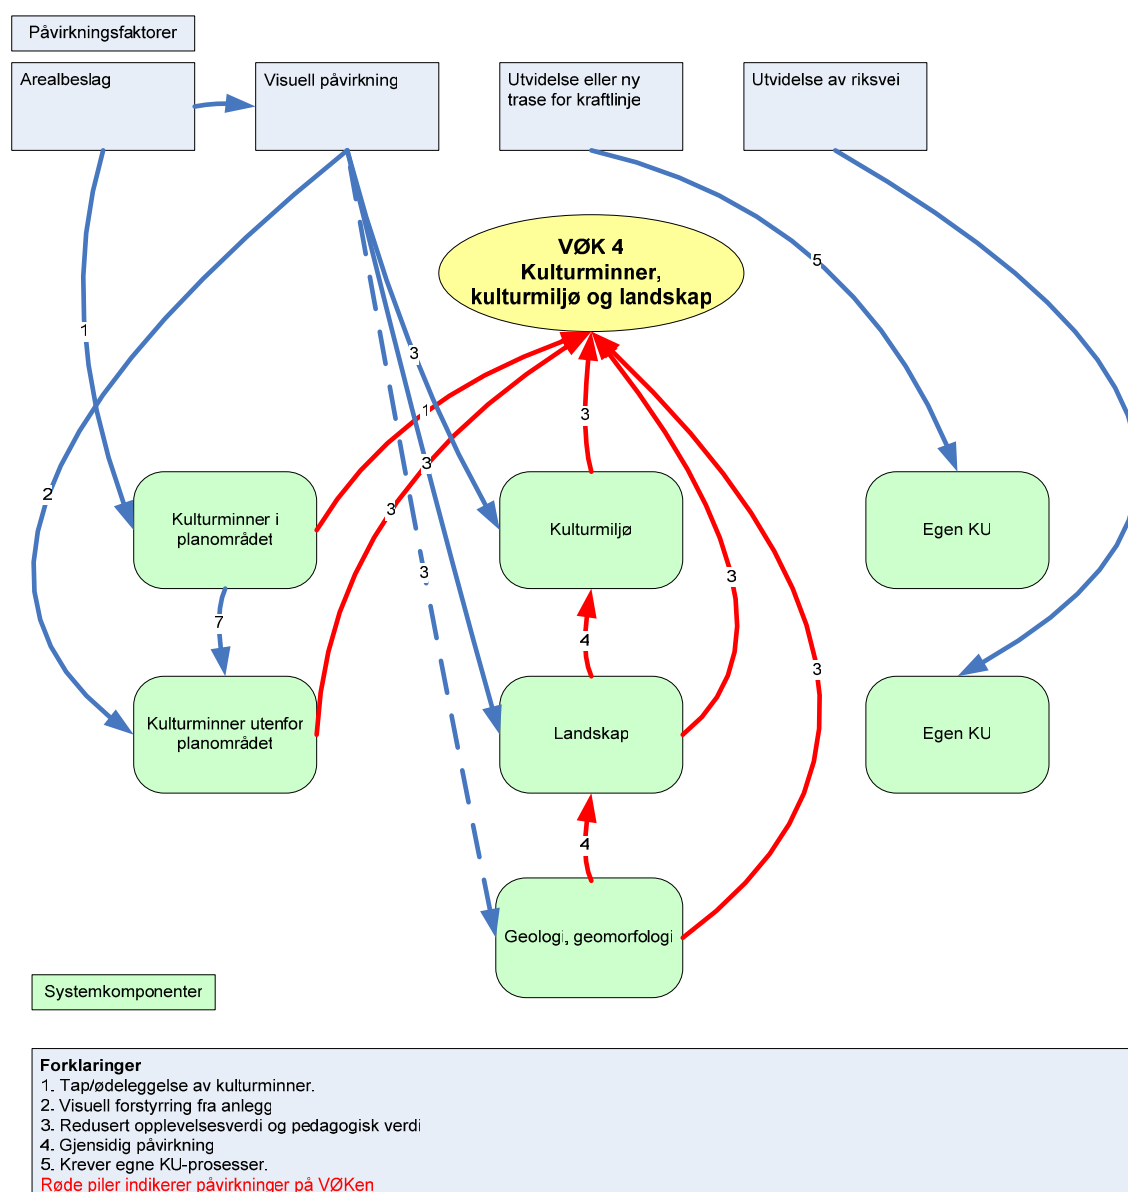 Påvirkningsfaktorer
Arealbeslag
Visuell påvirkning
Utvidelse eller ny
trase for kraftlinje
Utvidelse av riksvei
VØK 4
Kulturminner,
kulturmiljø og landskap
5
1
3
3
1
3
2
3
3
3
Kulturminner i
planområdet
Kulturmiljø
Egen KU
7
4
3
Kulturminner utenfor
planområdet
Landskap
Egen KU
4
Geologi, geomorfologi
Systemkomponenter
Forklaringer
1. Tap/ødeleggelse av kulturminner.
2. Visuell forstyrring fra anlegg
3. Redusert opplevelsesverdi og pedagogisk verdi
4. Gjensidig påvirkning
5. Krever egne KU-prosesser.
Røde piler indikerer påvirkninger på VØKen